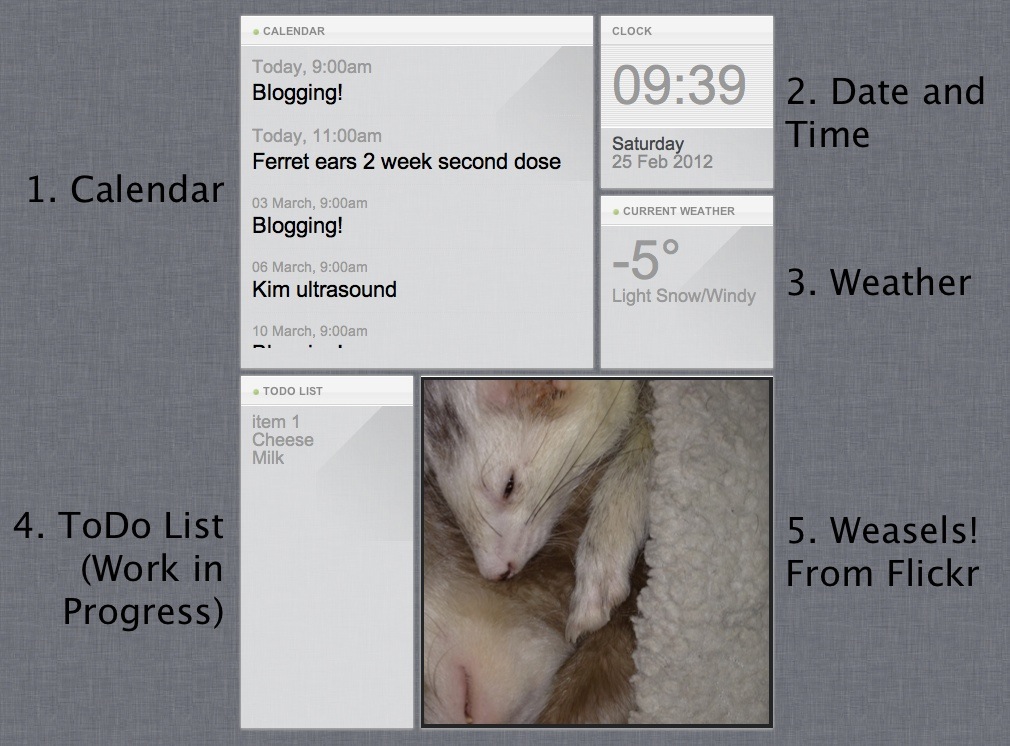 1. Calendar
CALENDAR
Today, 9:00am
Blogging!
Today, 11:00am
Ferret ears 2 week second dose
03 March, 9:00am
Blogging!
06 March, 9:00am
Kim ultrasound
10 March, 9:00am
CLOCK
09:39
Saturday
25 Feb 2012
2. Date and
Time
CURRENT WEATHER
-5°
Light Snow/Windy
3. Weather
4. ToDo List
(Work in
Progress)
TODO LIST
item 1
Cheese
Milk
5. Weasels!
From Flickr